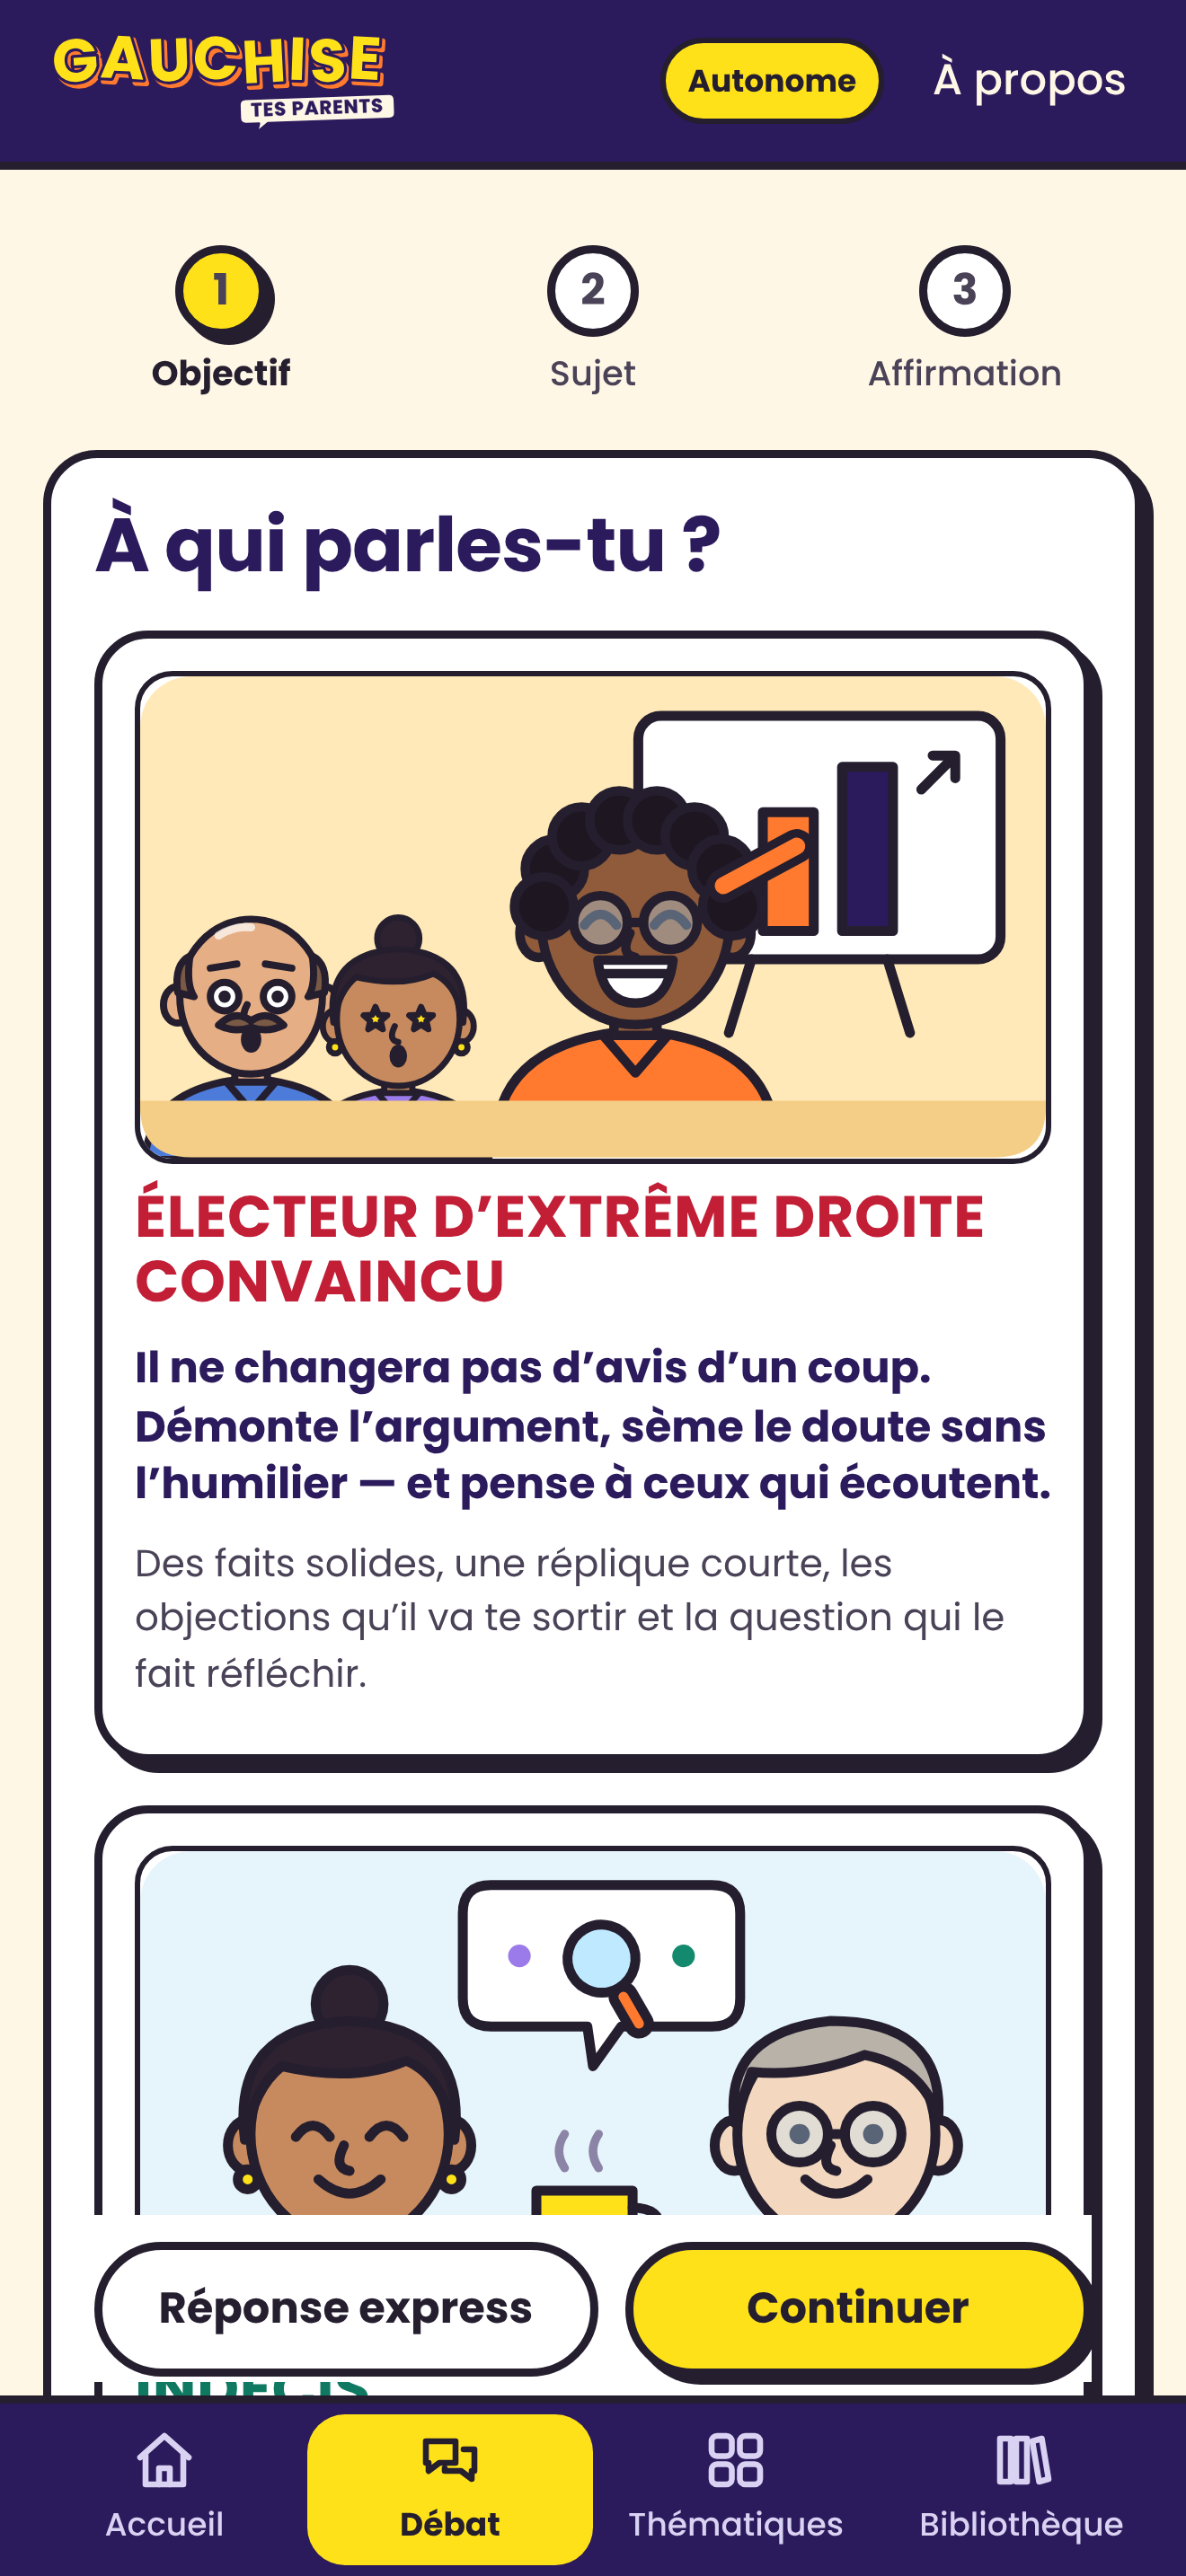 GAUCHISE
TES PARENTS
Autonome
À propos
1
2
3
Objectif
Sujet
Affirmation
À qui parles-tu ?
ÉLECTEUR D’EXTRÊME DROITE
CONVAINCU
Il ne changera pas d’avis d’un coup.
Démonte l’argument, sème le doute sans
l’humilier — et pense à ceux qui écoutent.
Des faits solides, une réplique courte, les
objections qu’il va te sortir et la question qui le
fait réfléchir.
Réponse express
Continuer
INDÉCIS
Accueil
Débat
Thématiques
Bibliothèque